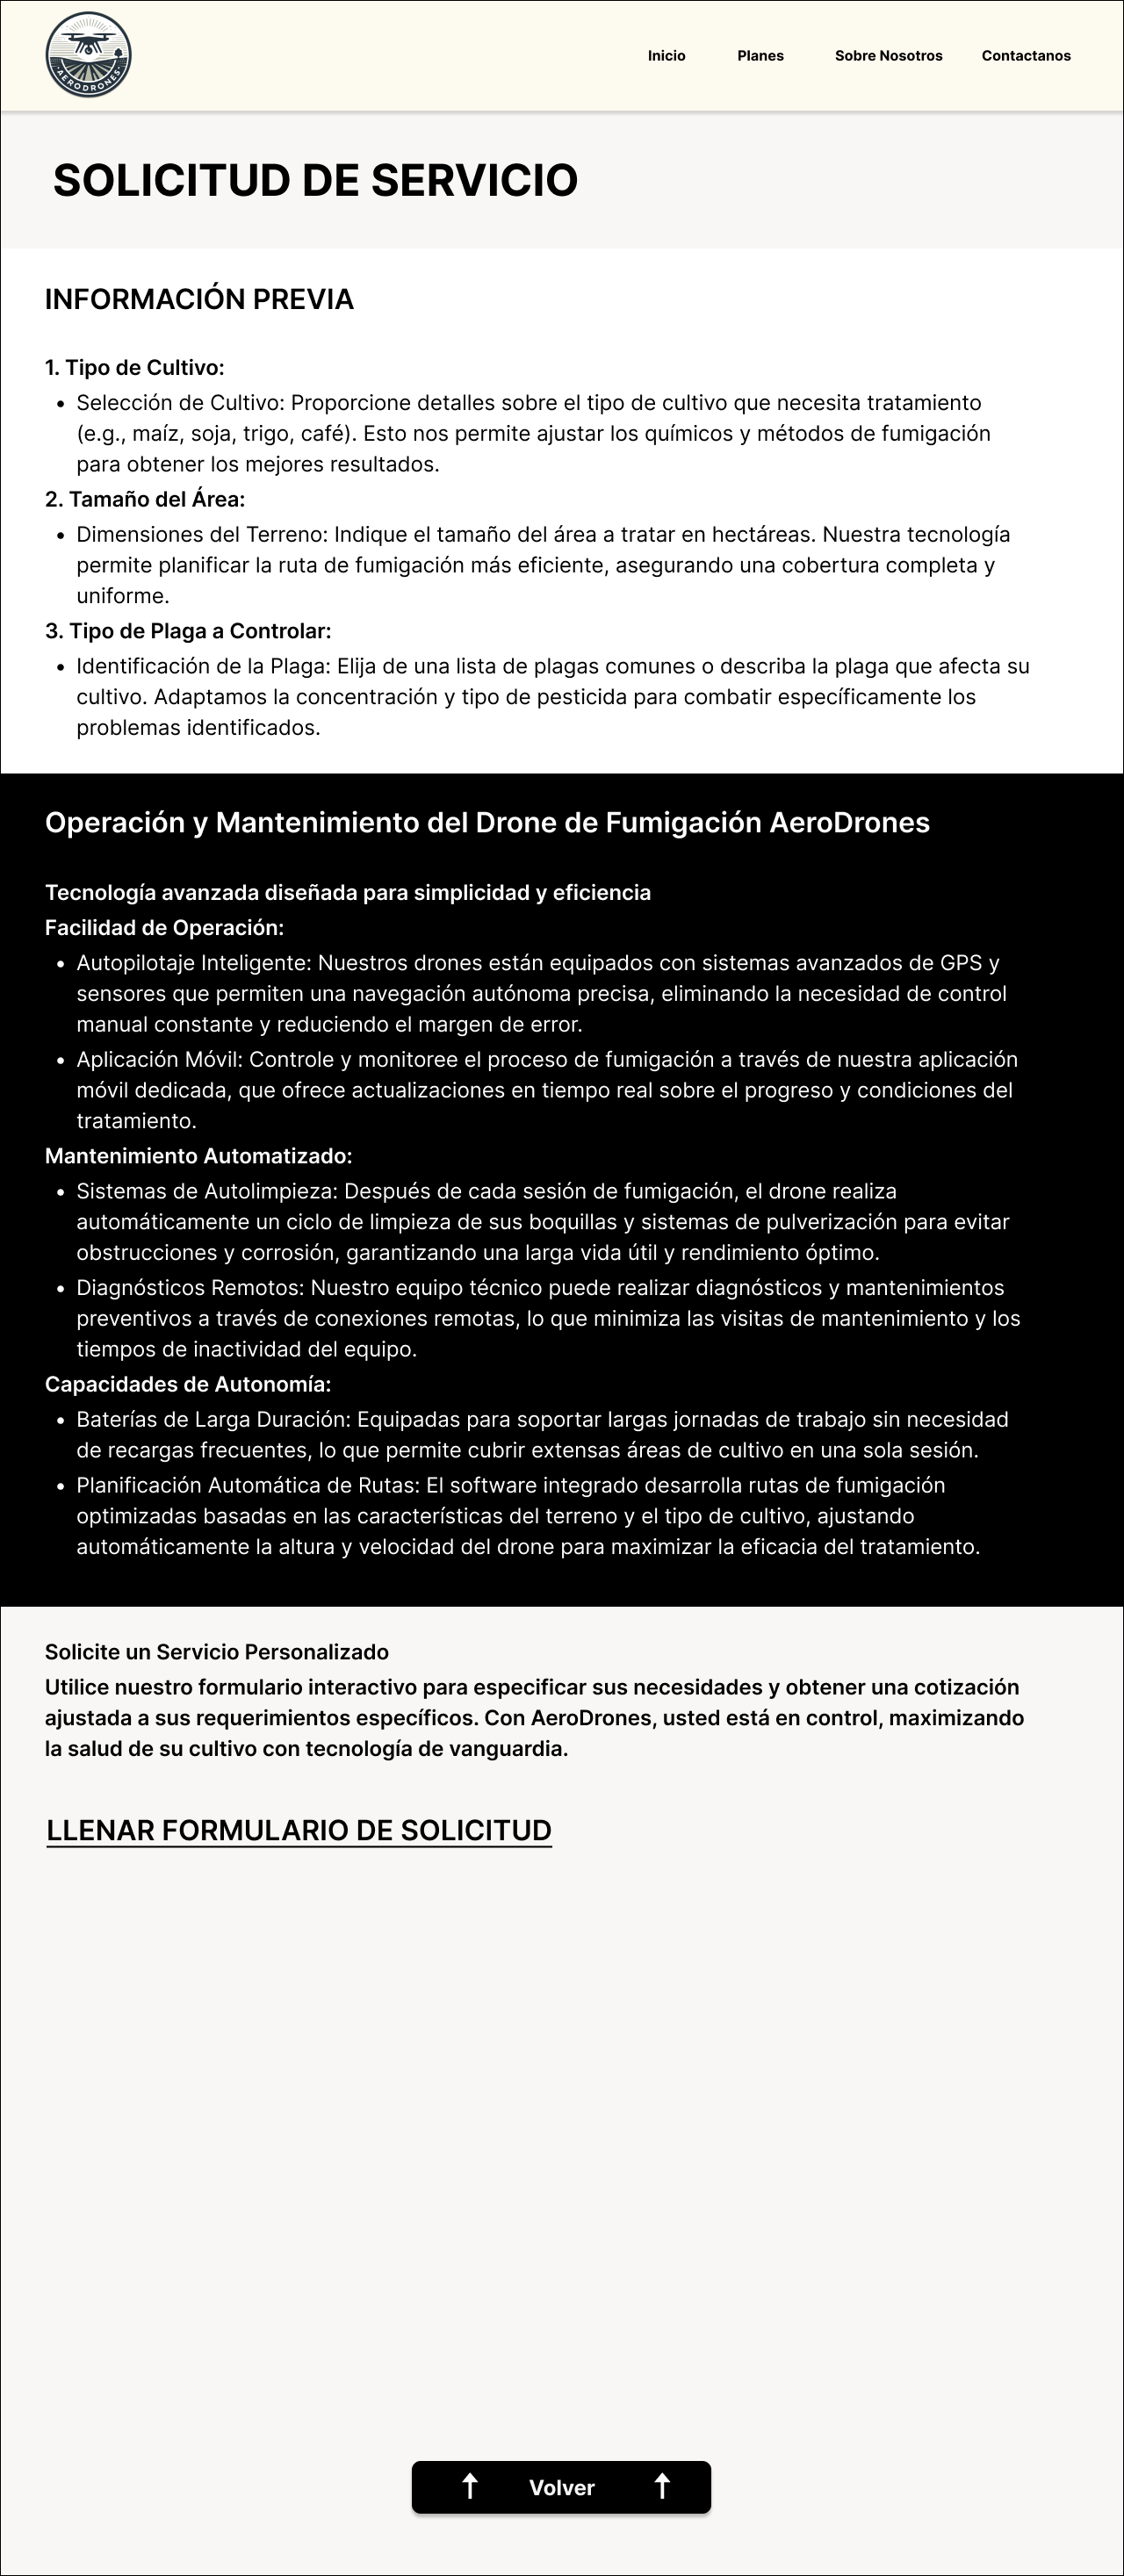 AERODRONES
Inicio Planes Sobre Nosotros Contactanos
SOLICITUD DE SERVICIO
INFORMACIÓN PREVIA
1. Tipo de Cultivo:
• Selección de Cultivo: Proporcione detalles sobre el tipo de cultivo que necesita tratamiento
(e.g., maíz, soja, trigo, café). Esto nos permite ajustar los químicos y métodos de fumigación
para obtener los mejores resultados.
2. Tamaño del Área:
• Dimensiones del Terreno: Indique el tamaño del área a tratar en hectáreas. Nuestra tecnología
permite planificar la ruta de fumigación más eficiente, asegurando una cobertura completa y
uniforme.
3. Tipo de Plaga a Controlar:
• Identificación de la Plaga: Elija de una lista de plagas comunes o describa la plaga que afecta su
cultivo. Adaptamos la concentración y tipo de pesticida para combatir específicamente los
problemas identificados.
Operación y Mantenimiento del Drone de Fumigación AeroDrones
Tecnología avanzada diseñada para simplicidad y eficiencia
Facilidad de Operación:
• Autopilotaje Inteligente: Nuestros drones están equipados con sistemas avanzados de GPS y
sensores que permiten una navegación autónoma precisa, eliminando la necesidad de control
manual constante y reduciendo el margen de error.
• Aplicación Móvil: Controle y monitoree el proceso de fumigación a través de nuestra aplicación
móvil dedicada, que ofrece actualizaciones en tiempo real sobre el progreso y condiciones del
tratamiento.
Mantenimiento Automatizado:
• Sistemas de Autolimpieza: Después de cada sesión de fumigación, el drone realiza
automáticamente un ciclo de limpieza de sus boquillas y sistemas de pulverización para evitar
obstrucciones y corrosión, garantizando una larga vida útil y rendimiento óptimo.
• Diagnósticos Remotos: Nuestro equipo técnico puede realizar diagnósticos y mantenimientos
preventivos a través de conexiones remotas, lo que minimiza las visitas de mantenimiento y los
tiempos de inactividad del equipo.
Capacidades de Autonomía:
• Baterías de Larga Duración: Equipadas para soportar largas jornadas de trabajo sin necesidad
de recargas frecuentes, lo que permite cubrir extensas áreas de cultivo en una sola sesión.
• Planificación Automática de Rutas: El software integrado desarrolla rutas de fumigación
optimizadas basadas en las características del terreno y el tipo de cultivo, ajustando
automáticamente la altura y velocidad del drone para maximizar la eficacia del tratamiento.
Solicite un Servicio Personalizado
Utilice nuestro formulario interactivo para especificar sus necesidades y obtener una cotización
ajustada a sus requerimientos específicos. Con AeroDrones, usted está en control, maximizando
la salud de su cultivo con tecnología de vanguardia.
LLENAR FORMULARIO DE SOLICITUD
Volver